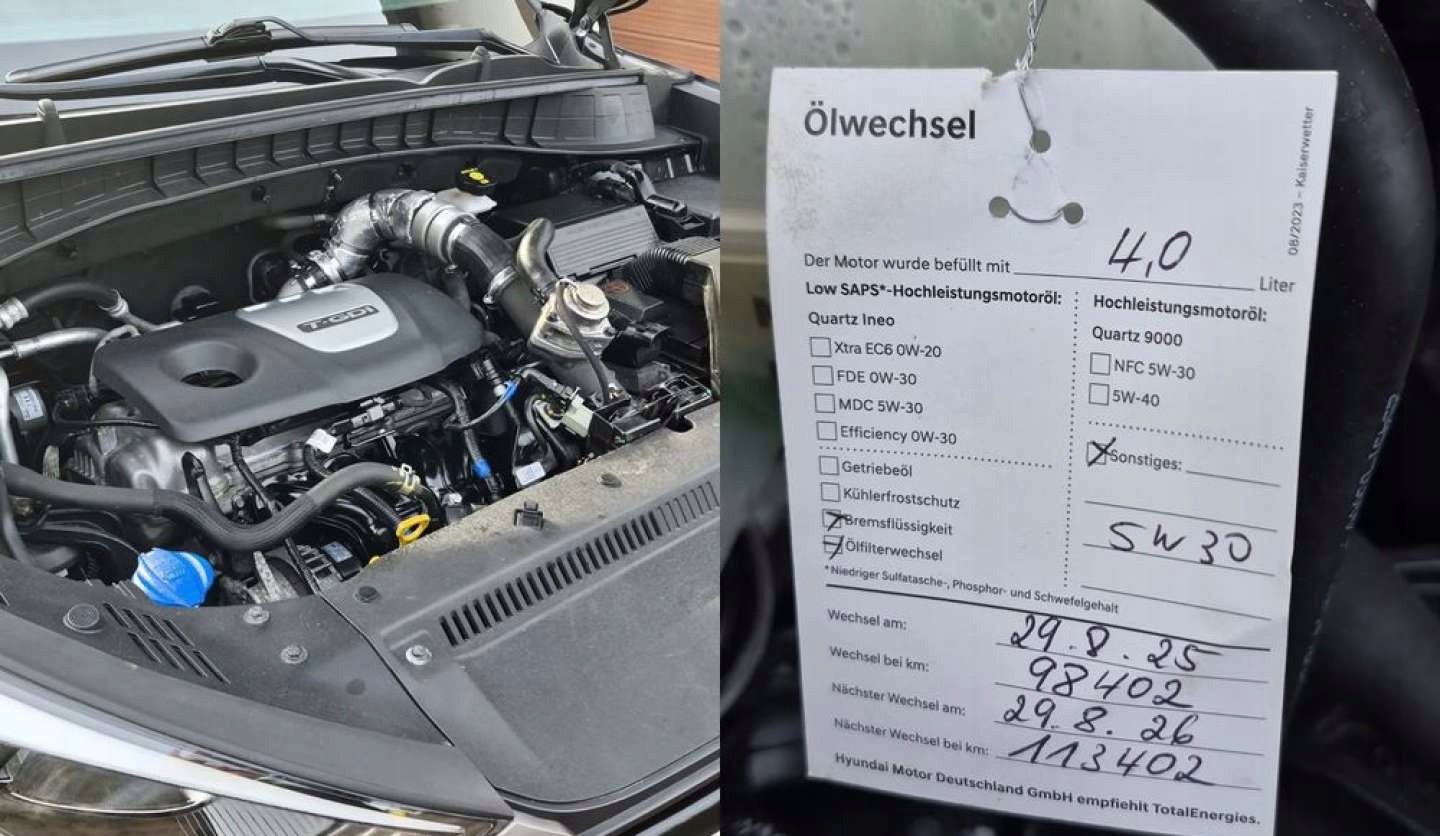 T-GDI
Ölwechsel
08/2023 - Kaiserwetter
Der Motor wurde befüllt mit 4,0 Liter
Low SAPS*-Hochleistungsmotoröl:
Quartz Ineo
Xtra EC6 0W-20
FDE 0W-30
MDC 5W-30
Efficiency 0W-30
Getriebeöl
Kühlerfrostschutz
Bremsflüssigkeit
Ölfilterwechsel
Hochleistungsmotoröl:
Quartz 9000
NFC 5W-30
5W-40
Sonstiges:
5W30
*Niedriger Sulfatasche-, Phosphor- und Schwefelgehalt
Wechsel am: 29.8.25
Wechsel bei km: 98402
Nächster Wechsel am: 29.8.26
Nächster Wechsel bei km: 113402
Hyundai Motor Deutschland GmbH empfiehlt TotalEnergies.